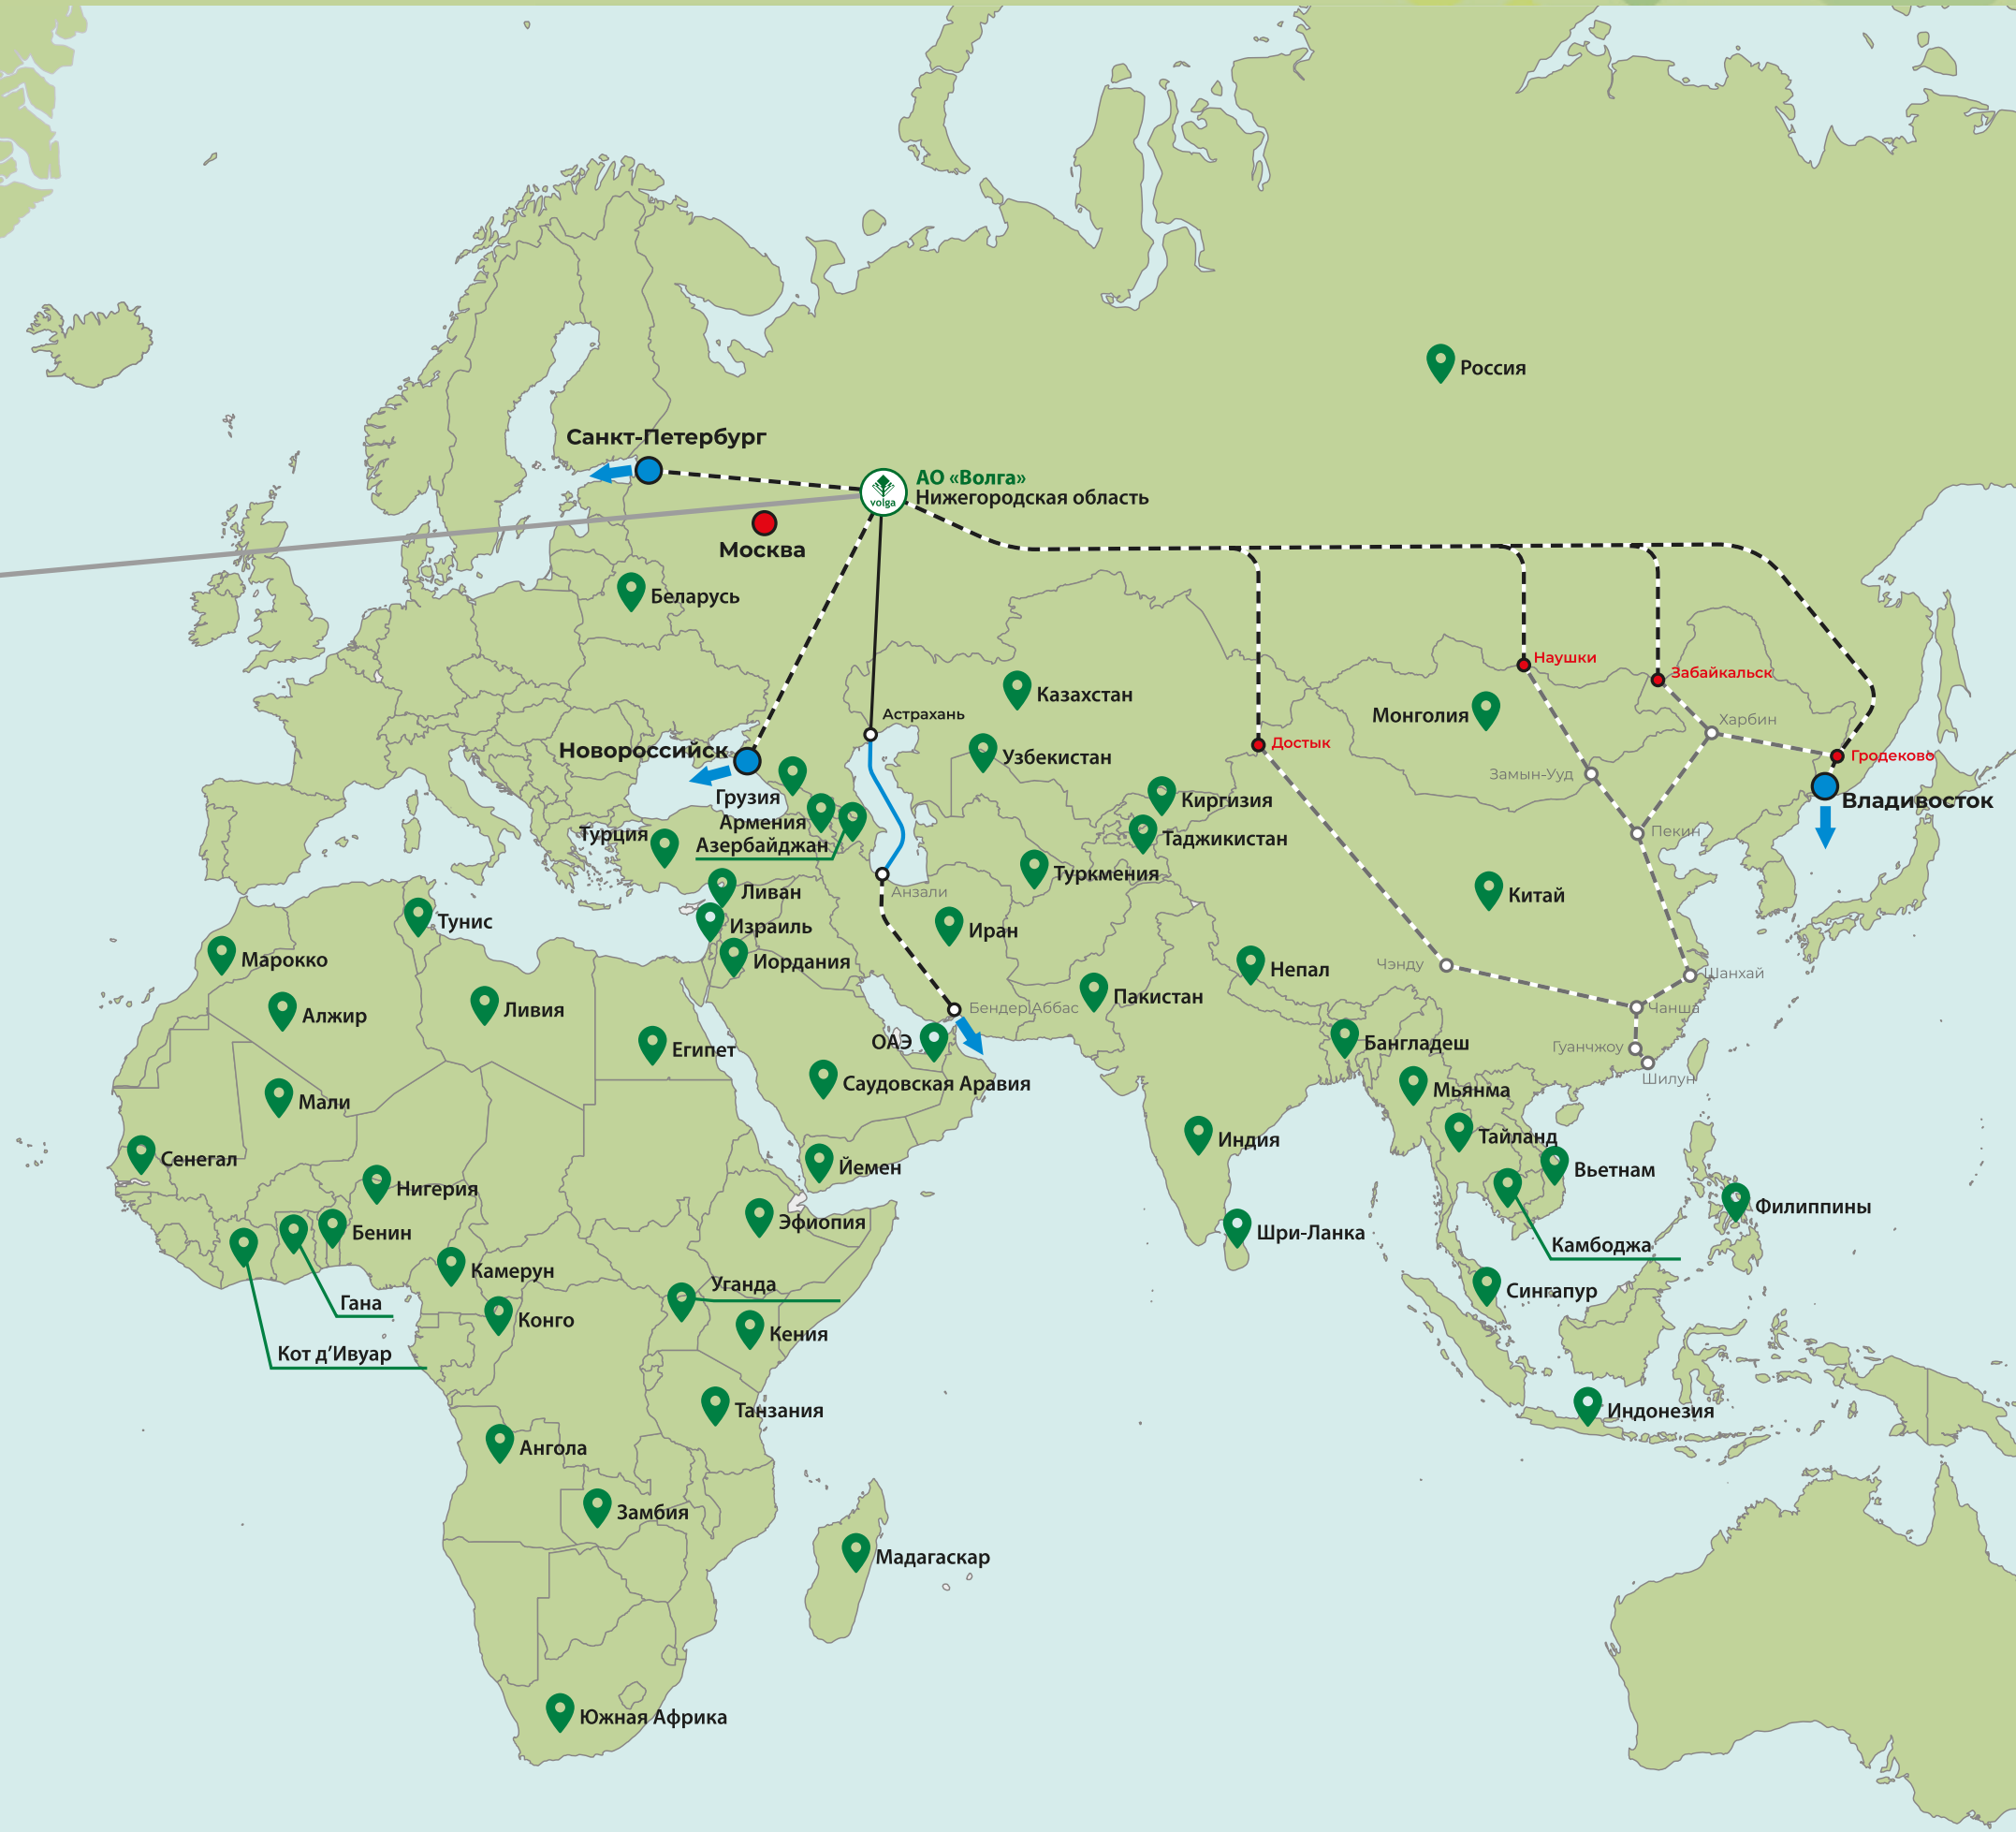 Россия
Санкт-Петербург
АО «Волга»
volga
Нижегородская область
Москва
Беларусь
Наушки
Забайкальск
Казахстан
Монголия
Астрахань
Харбин
Новороссийск
Узбекистан
Достык
Гродеково
Замын-Ууд
Грузия
Киргизия
Владивосток
Армения
Турция
Таджикистан
Пекин
Азербайджан
Туркмения
Ливан
Анзали
Китай
Тунис
Израиль
Иран
Марокко
Иордания
Непал
Чэнду
Шанхай
Пакистан
Алжир
Ливия
Бендер Аббас
Чанша
Египет
ОАЭ
Бангладеш
Гуанчжоу
Шилун
Саудовская Аравия
Мьянма
Мали
Индия
Тайланд
Сенегал
Йемен
Вьетнам
Нигерия
Филиппины
Бенин
Эфиопия
Шри-Ланка
Камбоджа
Камерун
Уганда
Сингапур
Гана
Конго
Кения
Кот д’Ивуар
Танзания
Индонезия
Ангола
Замбия
Мадагаскар
Южная Африка